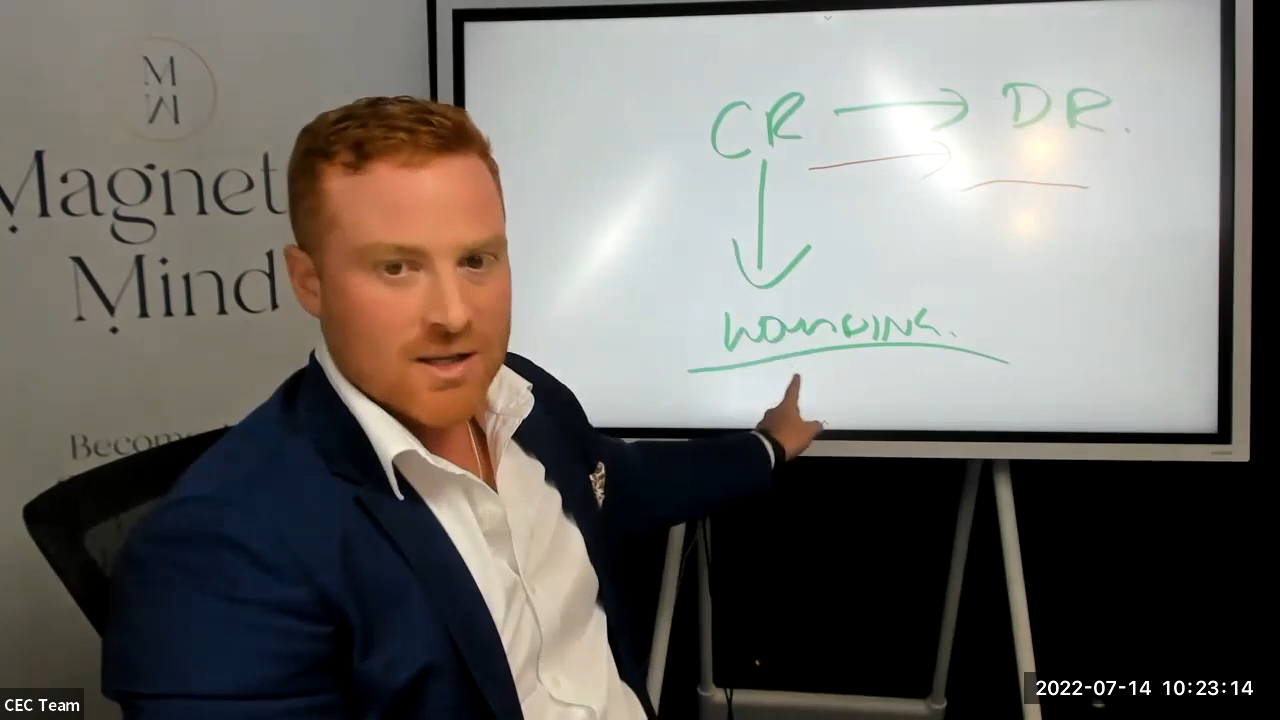 M
M
Magnet
Mind
Becom
CR → DR.
WOUNDING.
CEC Team
2022-07-14 10:23:14